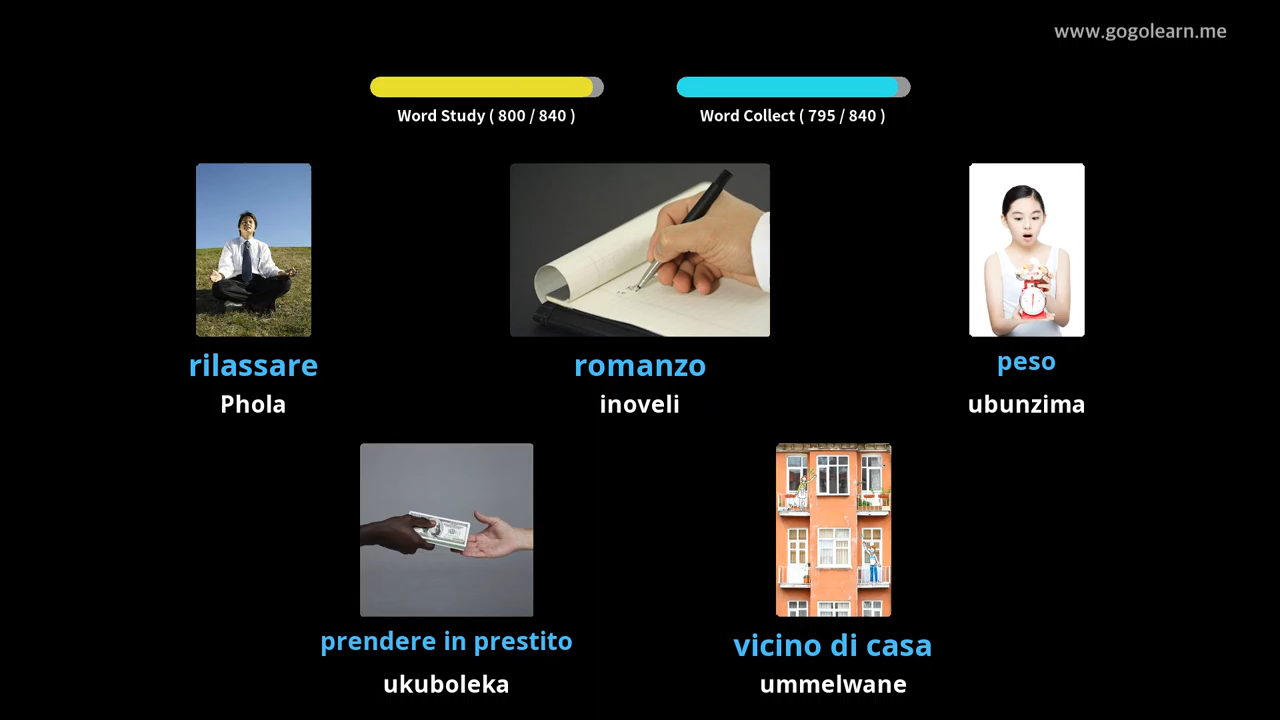 www.gogolearn.me
Word Study ( 800 / 840 )
Word Collect ( 795 / 840 )
rilassare
Phola
romanzo
inoveli
peso
ubunzima
prendere in prestito
ukuboleka
vicino di casa
ummelwane